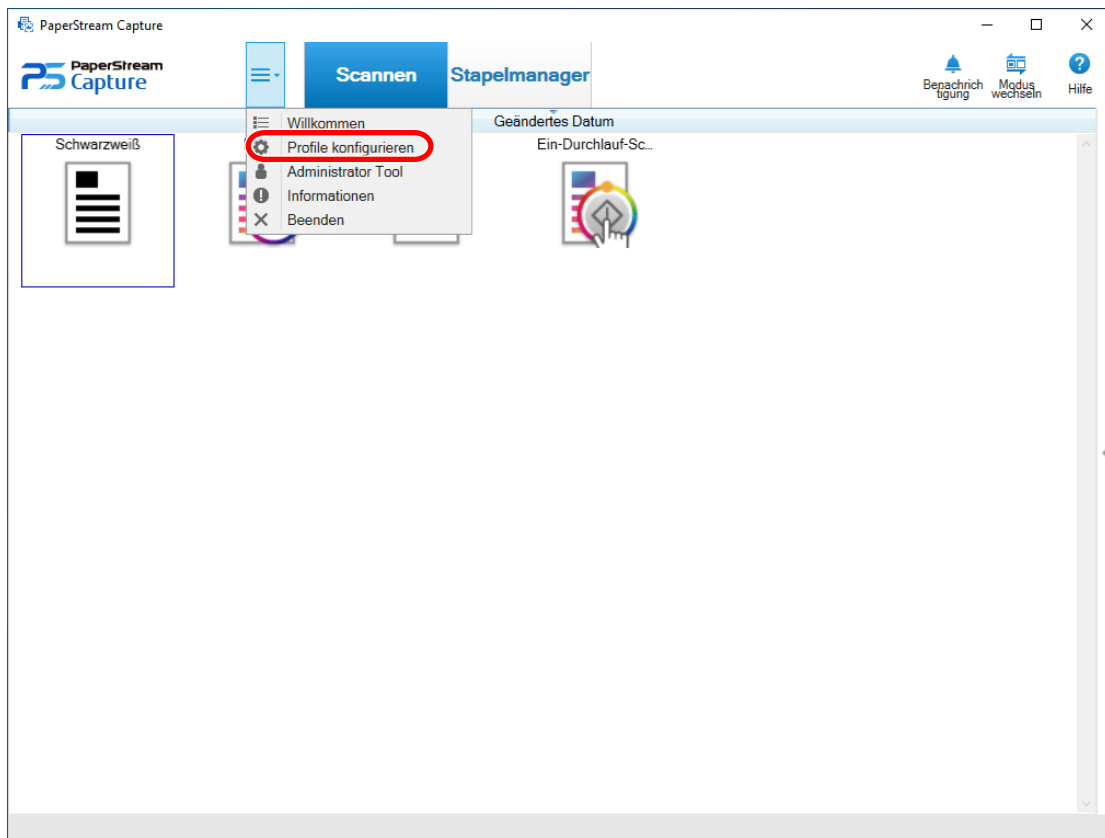 PaperStream Capture
PaperStream
Capture
Scannen
Stapelmanager
Benachrich
tigung
Modus
wechseln
Hilfe
Geändertes Datum
Willkommen
Profile konfigurieren
Administrator Tool
Informationen
Beenden
Schwarzweiß
Ein-Durchlauf-Sc...